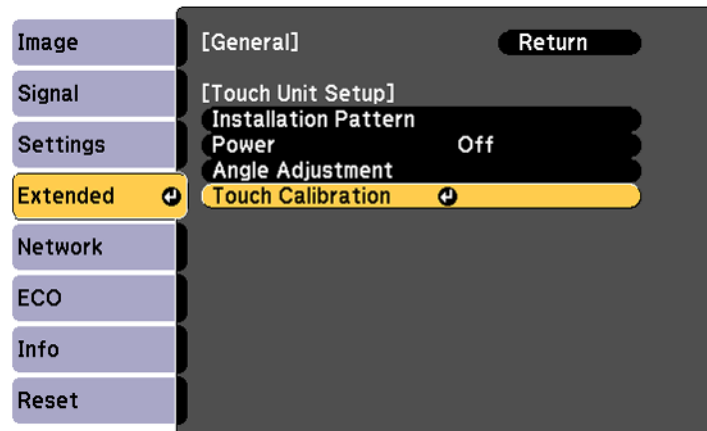 Image
Signal
Settings
Extended
Network
ECO
Info
Reset
[General] Return
[Touch Unit Setup]
Installation Pattern
Power Off
Angle Adjustment
Touch Calibration